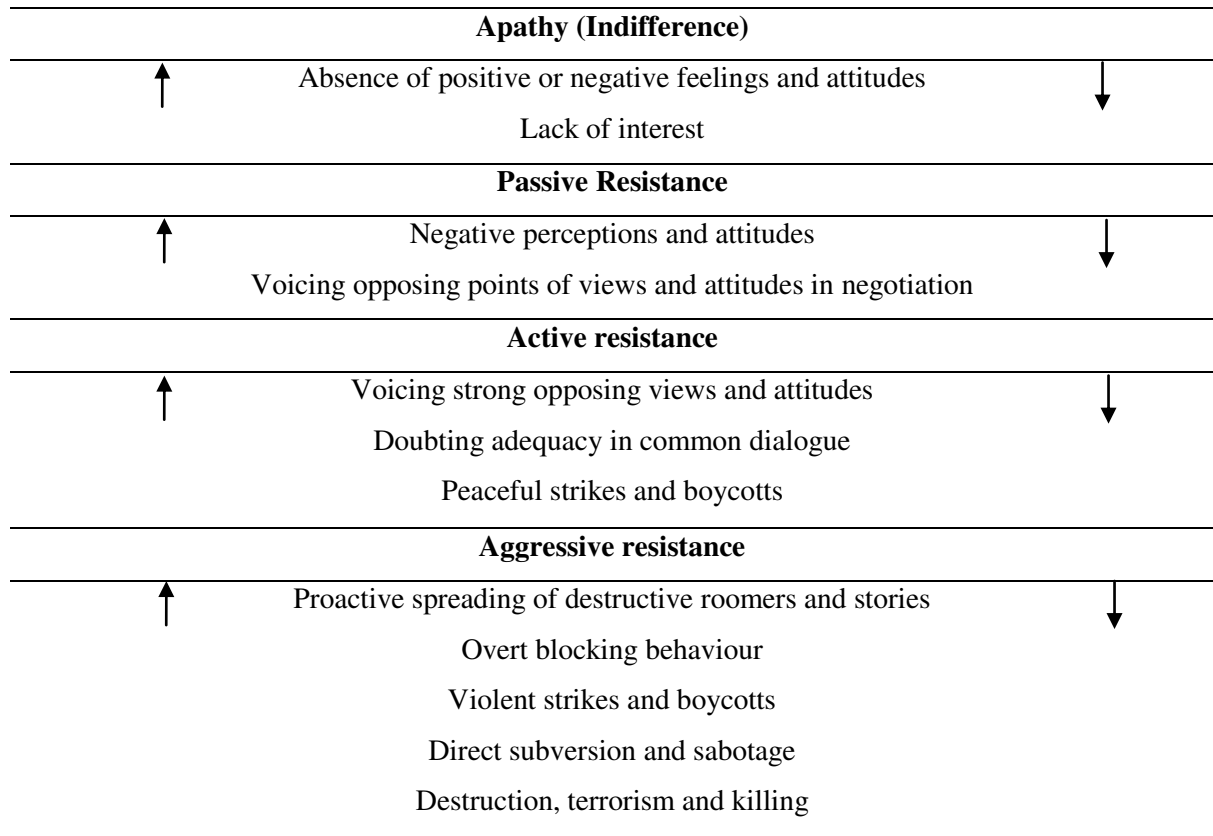 Apathy (Indifference)
Absence of positive or negative feelings and attitudes
Lack of interest
Passive Resistance
Negative perceptions and attitudes
Voicing opposing points of views and attitudes in negotiation
Active resistance
Voicing strong opposing views and attitudes
Doubting adequacy in common dialogue
Peaceful strikes and boycotts
Aggressive resistance
Proactive spreading of destructive roomers and stories
Overt blocking behaviour
Violent strikes and boycotts
Direct subversion and sabotage
Destruction, terrorism and killing